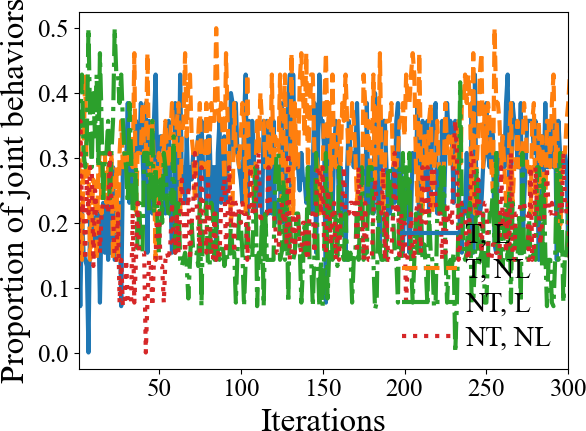 Proportion of joint behaviors
0.5
0.4
0.3
0.2
0.1
0.0
T, L
T, NL
NT, L
NT, NL
50
100
150
200
250
300
Iterations